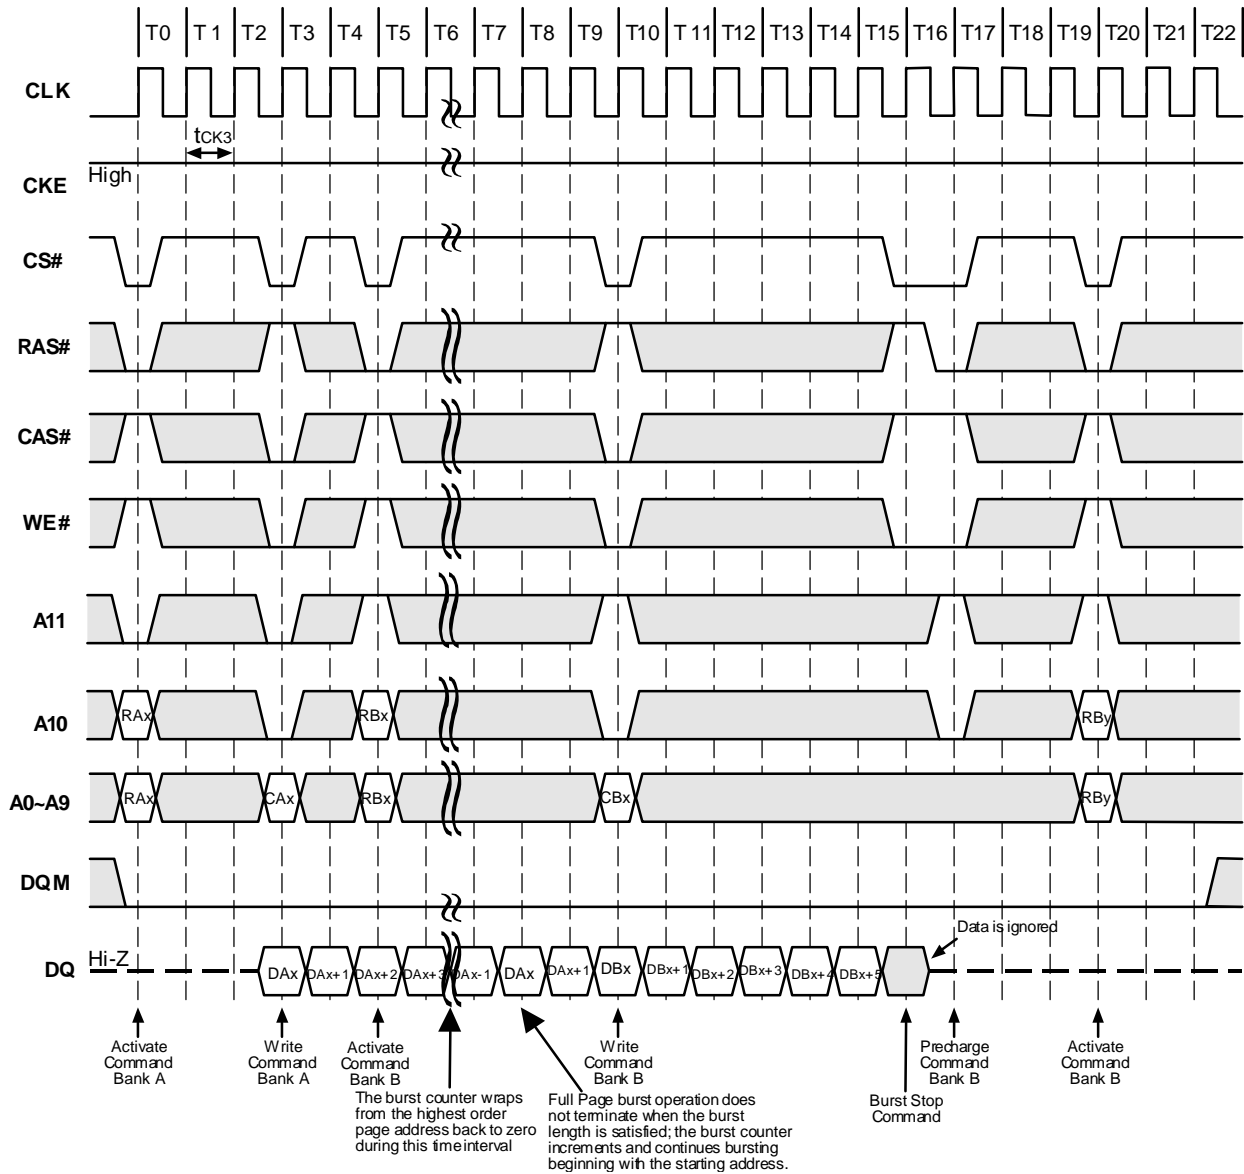 T0 T 1 T2 T3 T4 T5 T6 T7 T8 T9 T10 T 11 T12 T13 T14 T15 T16 T17 T18 T19 T20 T21 T22
CLK
tCK3
High
CKE
CS#
RAS#
CAS#
WE#
A11
A10
RAx RBx RBy
A0~A9
RAx CAx RBx CBx RBy
DQM
Data is ignored
Hi-Z
DQ
DAx DAx+1 DAx+2 DAx+3 DAx-1 DAx DAx+1 DBx DBx+1 DBx+2 DBx+3 DBx+4 DBx+5
Activate
Command
Bank A
Write
Command
Bank A
Activate
Command
Bank B
The burst counter wraps
from the highest order
page address back to zero
during this time interval
Full Page burst operation does
not terminate when the burst
length is satisfied; the burst counter
increments and continues bursting
beginning with the starting address.
Write
Command
Bank B
Burst Stop
Command
Precharge
Command
Bank B
Activate
Command
Bank B